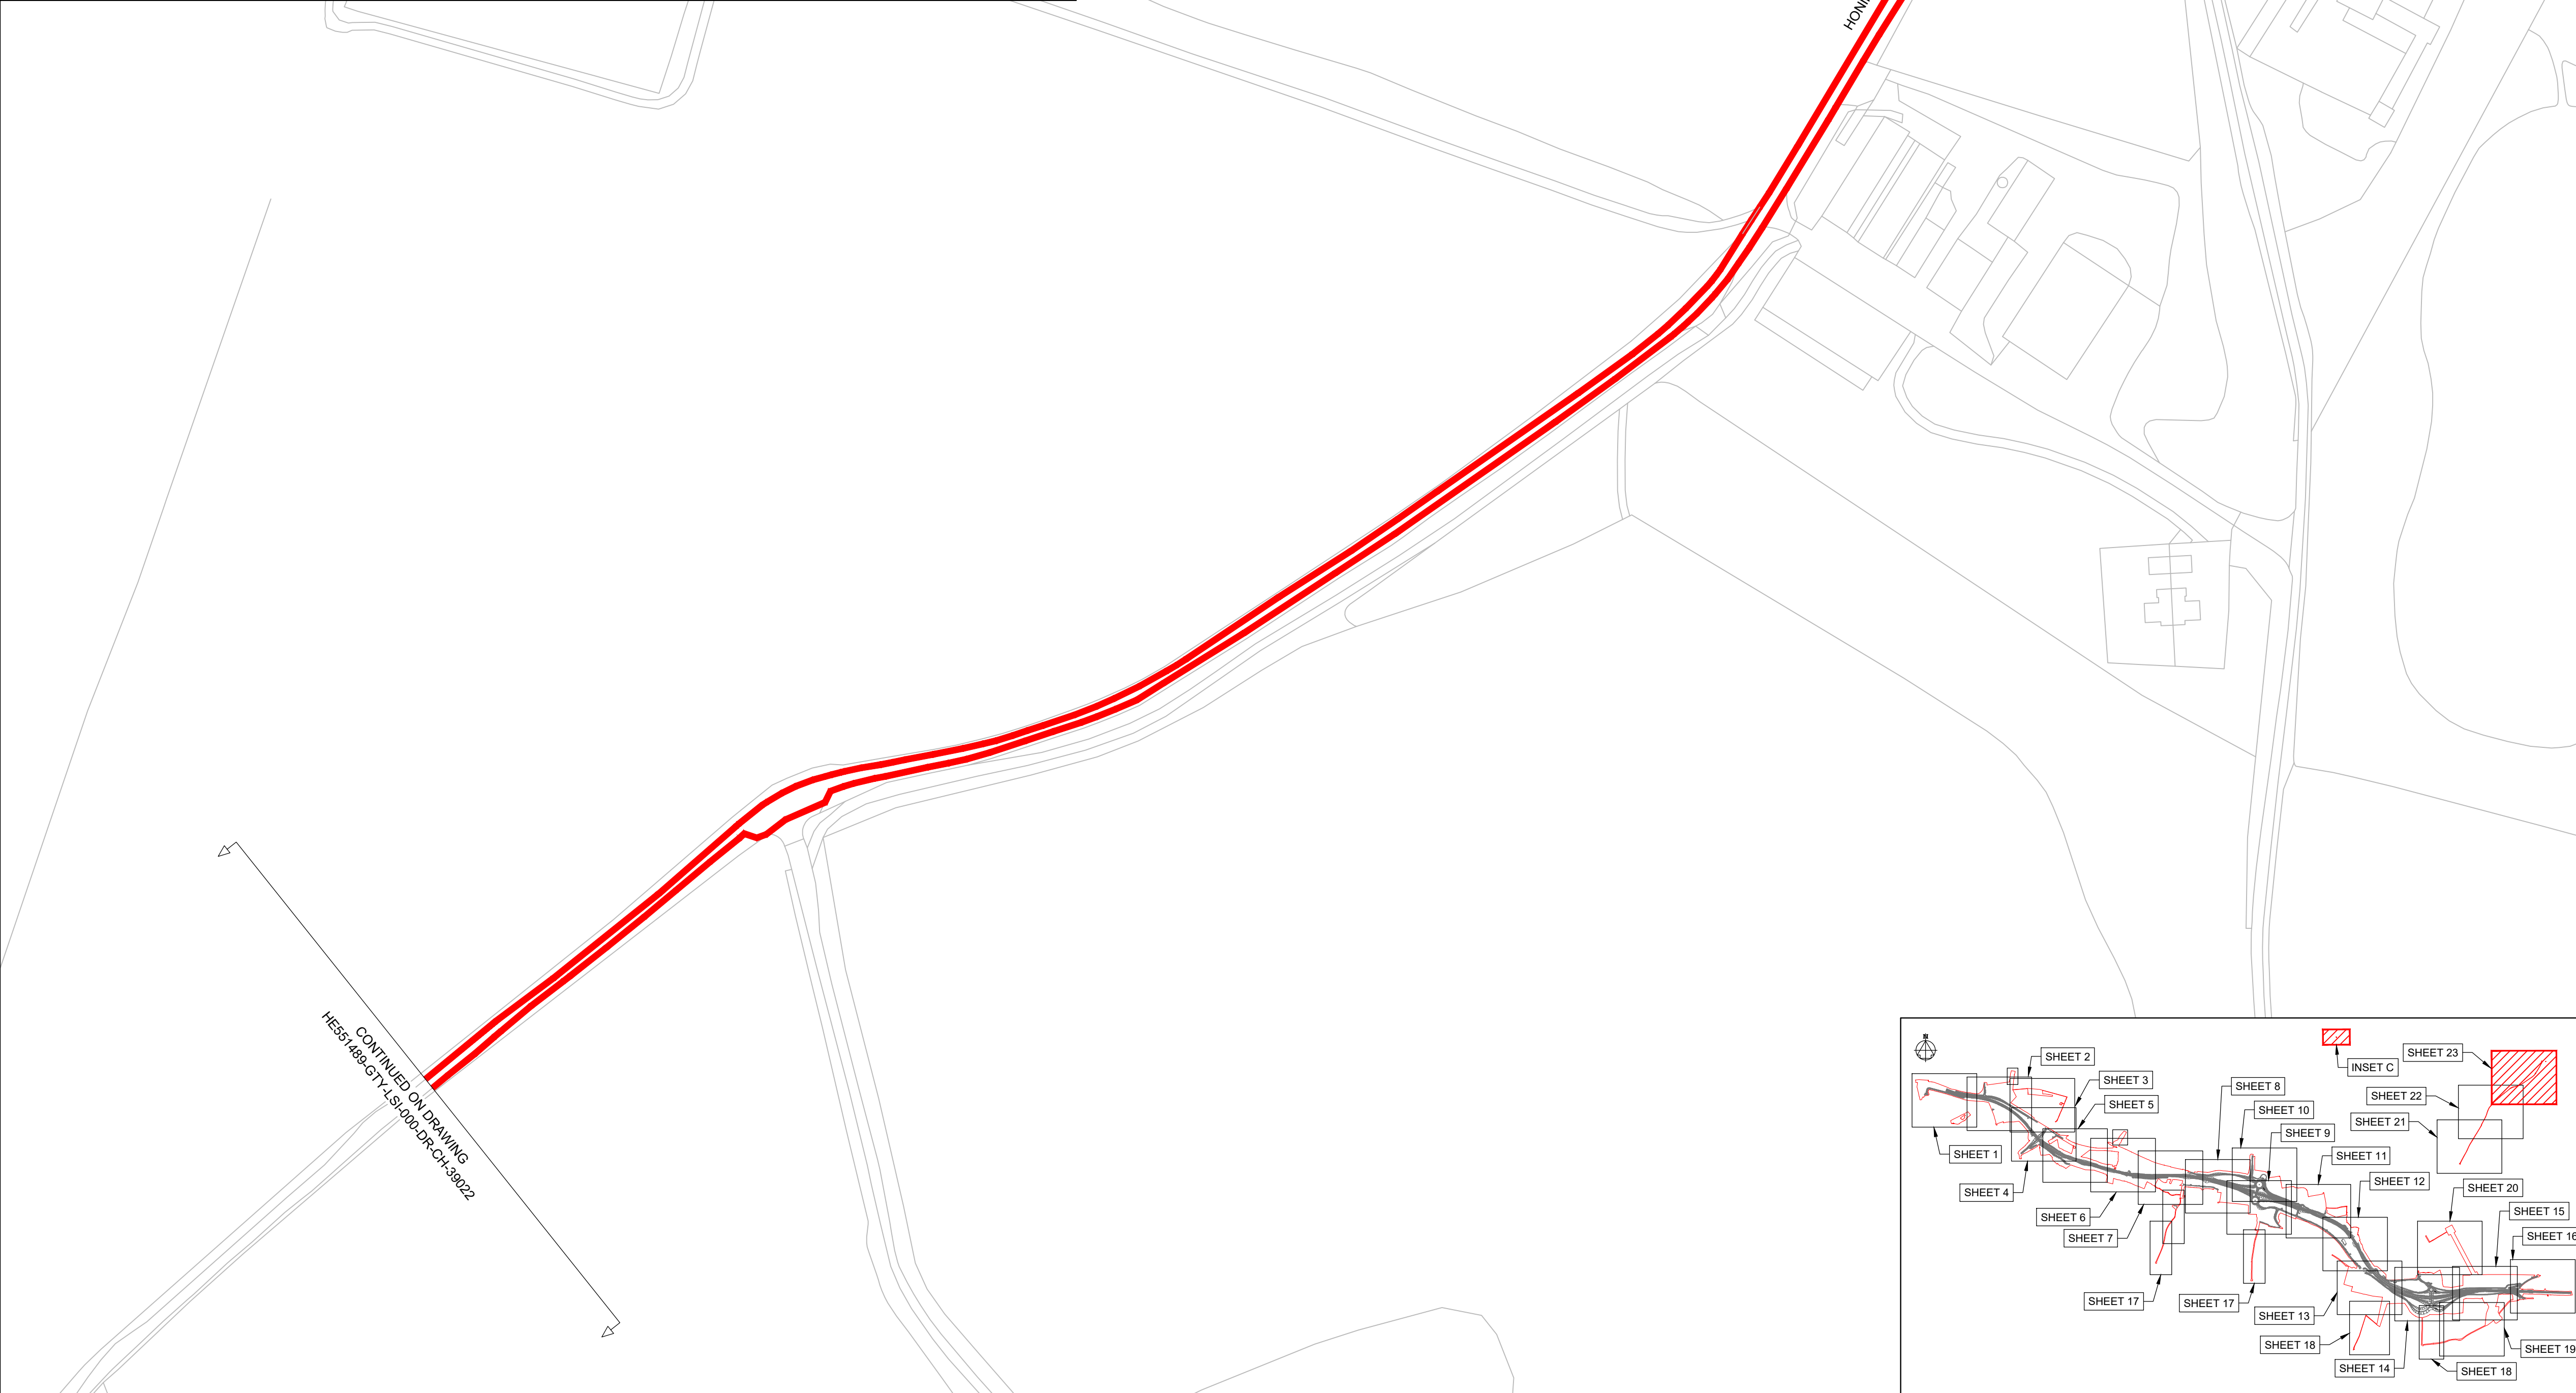 CONTINUED ON DRAWING
HE551489-GTY-LSI-000-DR-CH-39022
N
SHEET 2
INSET C
SHEET 23
SHEET 3
SHEET 8
SHEET 22
SHEET 5
SHEET 10
SHEET 21
SHEET 9
SHEET 1
SHEET 11
SHEET 12
SHEET 4
SHEET 20
SHEET 6
SHEET 15
SHEET 7
SHEET 16
SHEET 17
SHEET 17
SHEET 13
SHEET 18
SHEET 19
SHEET 14
SHEET 18